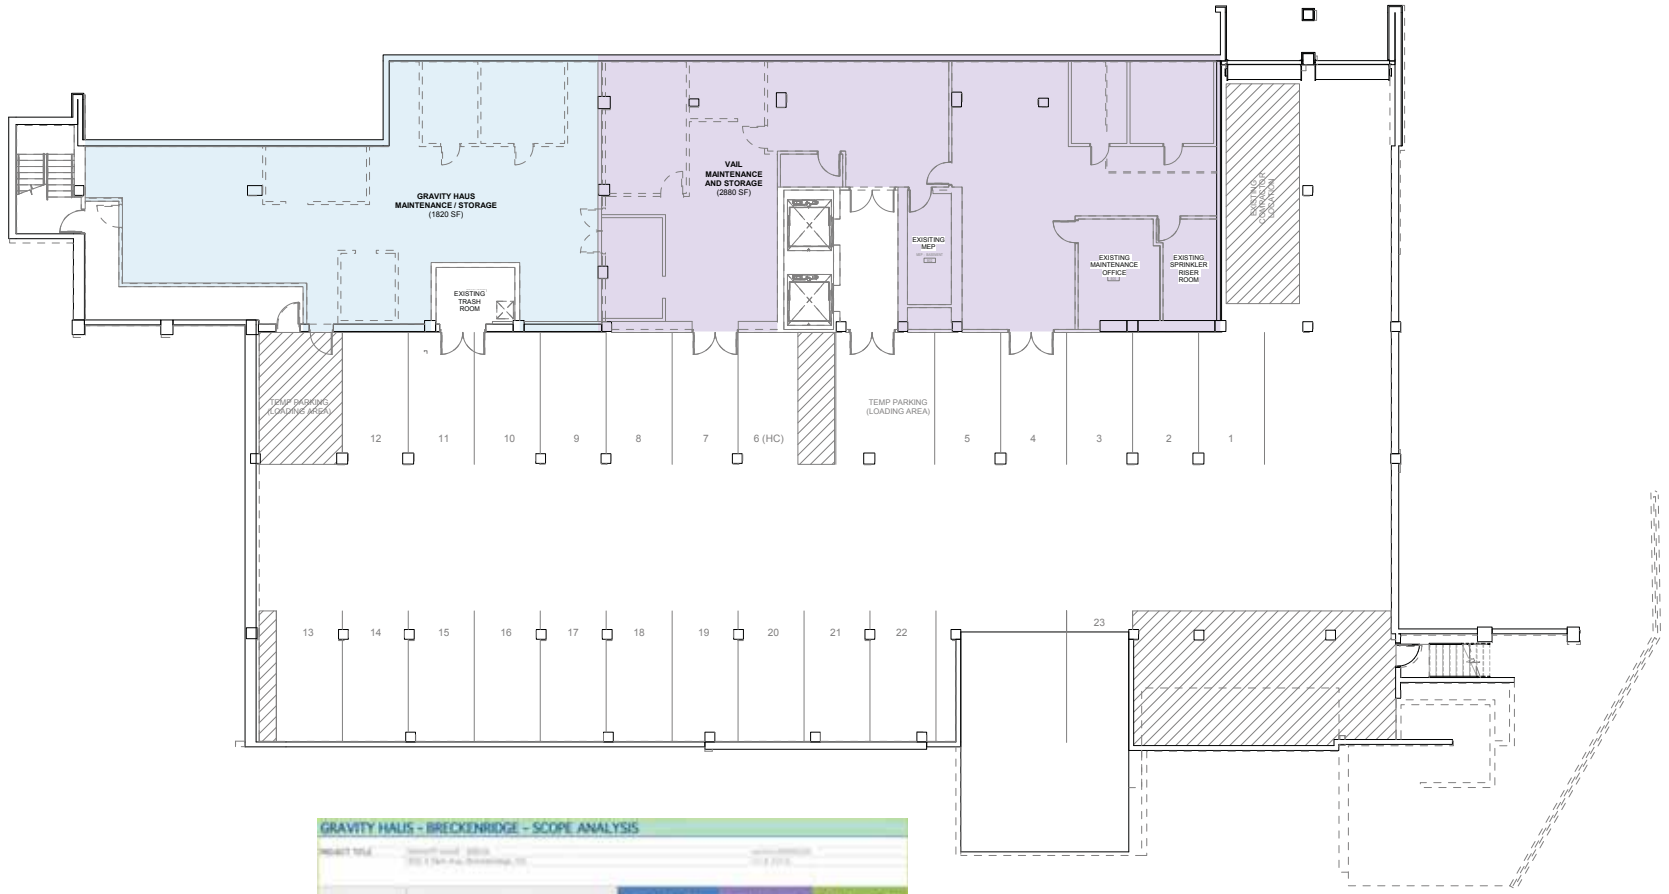 GRAVITY HAUS
MAINTENANCE / STORAGE
(1820 SF)
VAIL
MAINTENANCE
AND STORAGE
(2880 SF)
EXISTING
CONTRACTOR
LOCATION
EXISITING
MEP
EXISTING
MAINTENANCE
OFFICE
EXISTING
SPRINKLER
RISER
ROOM
EXISTING
TRASH
ROOM
TEMP PARKING
(LOADING AREA)
TEMP PARKING
(LOADING AREA)
12 11 10 9 8 7 6 (HC) 5 4 3 2 1
13 14 15 16 17 18 19 20 21 22 23
GRAVITY HAUS - BRECKENRIDGE - SCOPE ANALYSIS
PROJECT TITLE